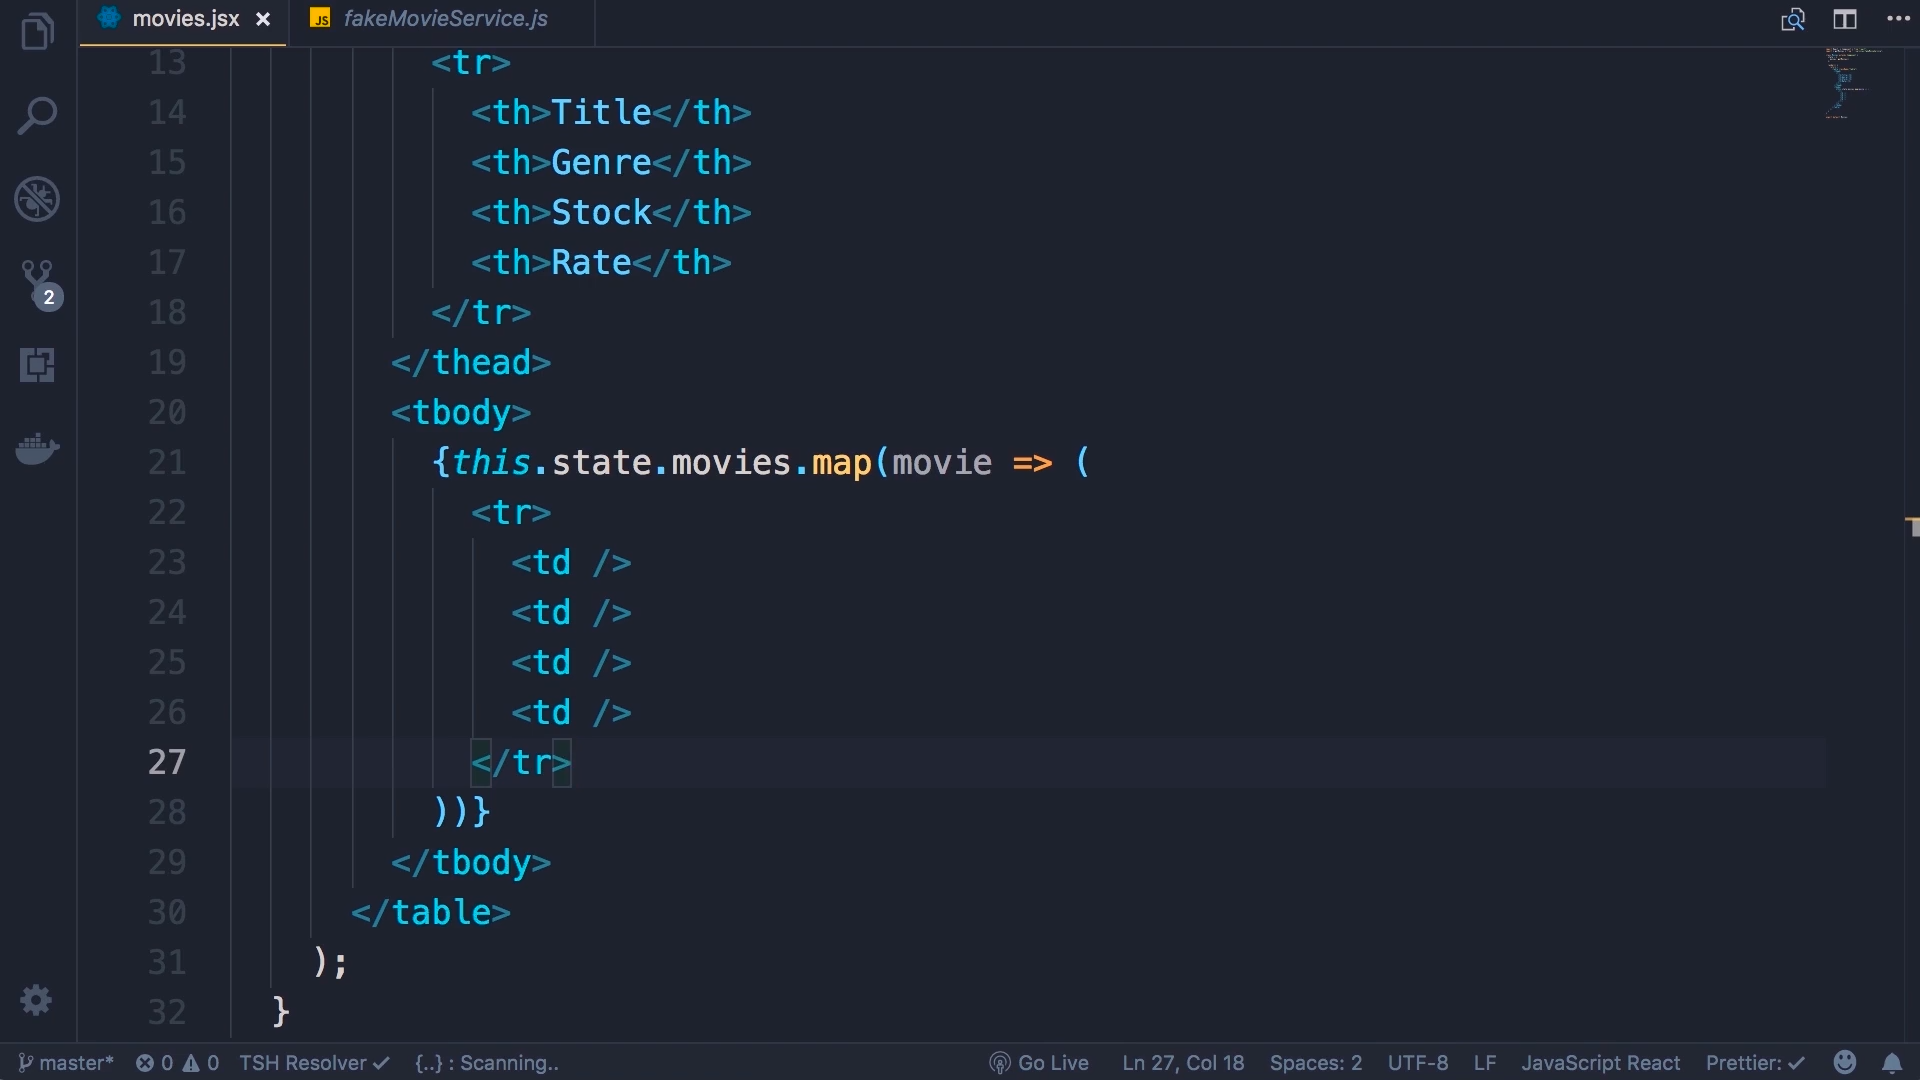 movies.jsx ×
JS fakeMovieService.js
13 <tr>
14 <th>Title</th>
15 <th>Genre</th>
16 <th>Stock</th>
17 <th>Rate</th>
18 </tr>
19 </thead>
20 <tbody>
21 {this.state.movies.map(movie => (
22 <tr>
23 <td />
24 <td />
25 <td />
26 <td />
27 </tr>
28 ))}
29 </tbody>
30 </table>
31 );
32 }
2
master* 0 0 TSH Resolver ✓ {..} : Scanning.. Go Live Ln 27, Col 18 Spaces: 2 UTF-8 LF JavaScript React Prettier: ✓